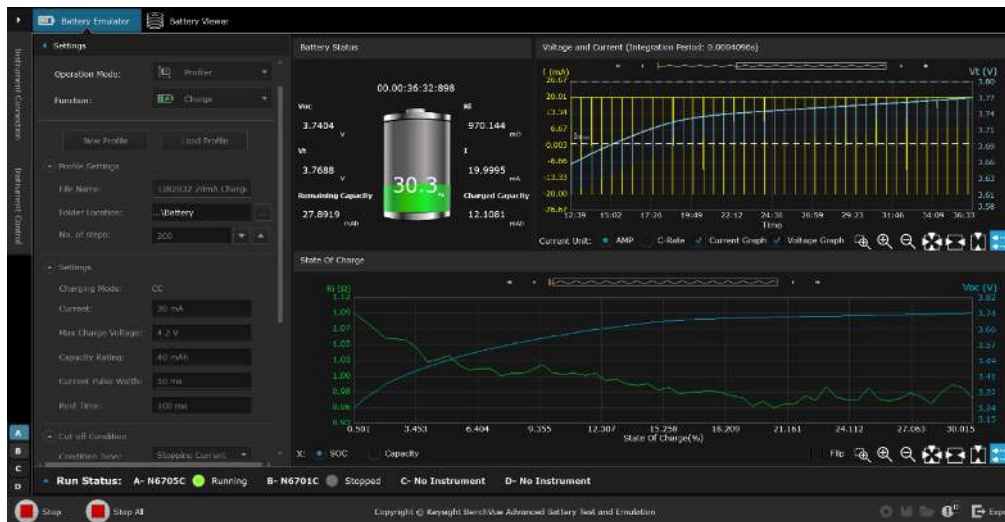 Battery Emulator
Battery Viewer
Instrument Connection
Instrument Control
Settings
Operation Mode: Profiler
Function: Charge
New Profile Load Profile
Profile Settings
File Name: LIR2032 20mA Charge
Folder Location: ...\Battery
No. of steps: 200
Settings
Charging Mode: CC
Current: 20 mA
Max Charge Voltage: 4.2 V
Capacity Rating: 40 mAh
Current Pulse Width: 10 ms
Rest Time: 100 ms
Cut off Condition
Condition Type: Stopping Current
A
B
C
D
Battery Status
00.00:36:32:898
Voc
3.7404 V
Vt
3.7688 V
Remaining Capacity
27.8919 mAh
30.3 %
Ri
970.144 mΩ
I
19.9995 mA
Charged Capacity
12.1081 mAh
Voltage and Current (Integration Period: 0.0004096s)
I (mA)
26.67
20.01
13.34
6.67
0.003
-6.66
-13.33
-20.00
-26.67
Vt (V)
3.80
3.77
3.74
3.71
3.69
3.66
3.63
3.61
3.58
12:39 15:02 17:26 19:49 22:12 24:36 26:59 29:23 31:46 34:09 36:33
Time
Current Unit: AMP C-Rate Current Graph Voltage Graph
State Of Charge
Ri (Ω)
1.12
1.09
1.07
1.05
1.03
1.00
0.98
0.96
0.93
Voc (V)
3.82
3.74
3.66
3.57
3.49
3.41
3.32
3.24
3.15
0.501 3.453 6.404 9.355 12.307 15.258 18.209 21.161 24.112 27.063 30.015
State Of Charge(%)
X: SOC Capacity
Flip
Run Status: A- N6705C Running B- N6701C Stopped C- No Instrument D- No Instrument
Stop Stop All
Copyright © Keysight BenchVue Advanced Battery Test and Emulation